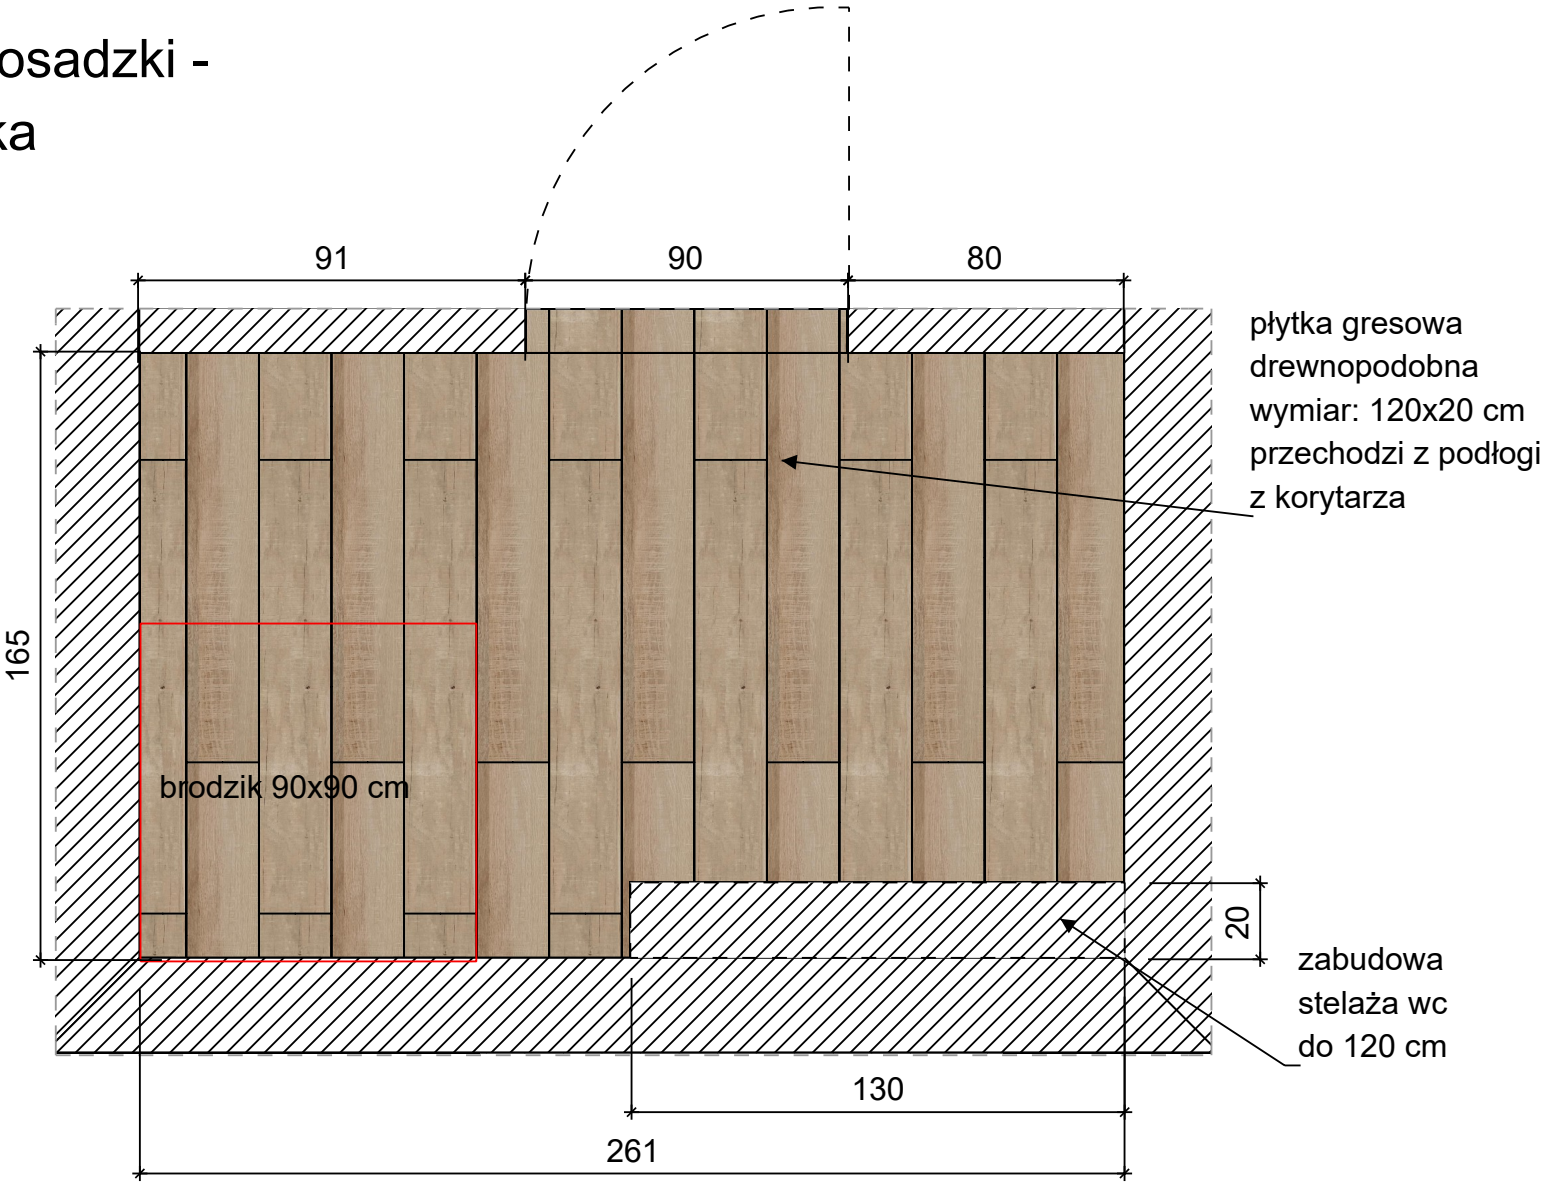 osadzki -
ka
91
90
80
płytka gresowa
drewnopodobna
wymiar: 120x20 cm
przechodzi z podłogi
z korytarza
165
brodzik 90x90 cm
20
zabudowa
stelaża wc
do 120 cm
130
261